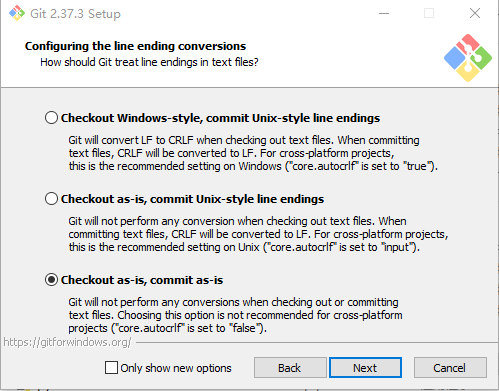 Git 2.37.3 Setup
Configuring the line ending conversions
How should Git treat line endings in text files?
Checkout Windows-style, commit Unix-style line endings
Git will convert LF to CRLF when checking out text files. When committing
text files, CRLF will be converted to LF. For cross-platform projects,
this is the recommended setting on Windows ("core.autocrlf" is set to "true").
Checkout as-is, commit Unix-style line endings
Git will not perform any conversion when checking out text files. When
committing text files, CRLF will be converted to LF. For cross-platform projects,
this is the recommended setting on Unix ("core.autocrlf" is set to "input").
Checkout as-is, commit as-is
Git will not perform any conversions when checking out or committing
text files. Choosing this option is not recommended for cross-platform
projects ("core.autocrlf" is set to "false").
https://gitforwindows.org/
Only show new options
Back
Next
Cancel